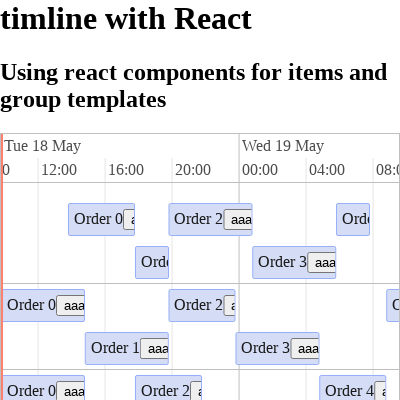 timline with React
Using react components for items and
group templates
Tue 18 May Wed 19 May
0 12:00 16:00 20:00 00:00 04:00 08:0
Order 0 a Order 2 aaa Orde
Orde Order 3 aaa
Order 0 aaa Order 2 a O
Order 1 aaa Order 3 aaa
Order 0 aaa Order 2 a Order 4 a